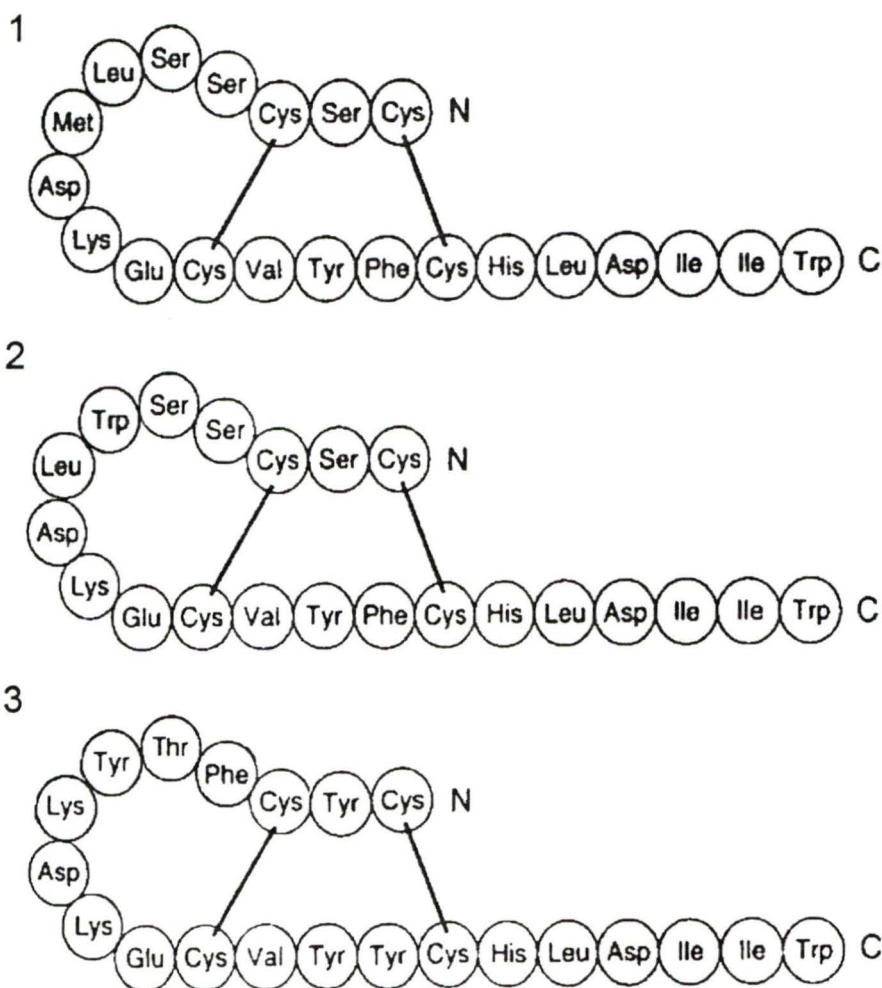 1
Leu Ser Ser Cys Ser Cys N
Met
Asp
Lys
Glu Cys Val Tyr Phe Cys His Leu Asp Ile Ile Trp C
2
Trp Ser Ser Cys Ser Cys N
Leu
Asp
Lys
Glu Cys Val Tyr Phe Cys His Leu Asp Ile Ile Trp C
3
Tyr Thr Phe Cys Tyr Cys N
Lys
Asp
Lys
Glu Cys Val Tyr Tyr Cys His Leu Asp Ile Ile Trp C